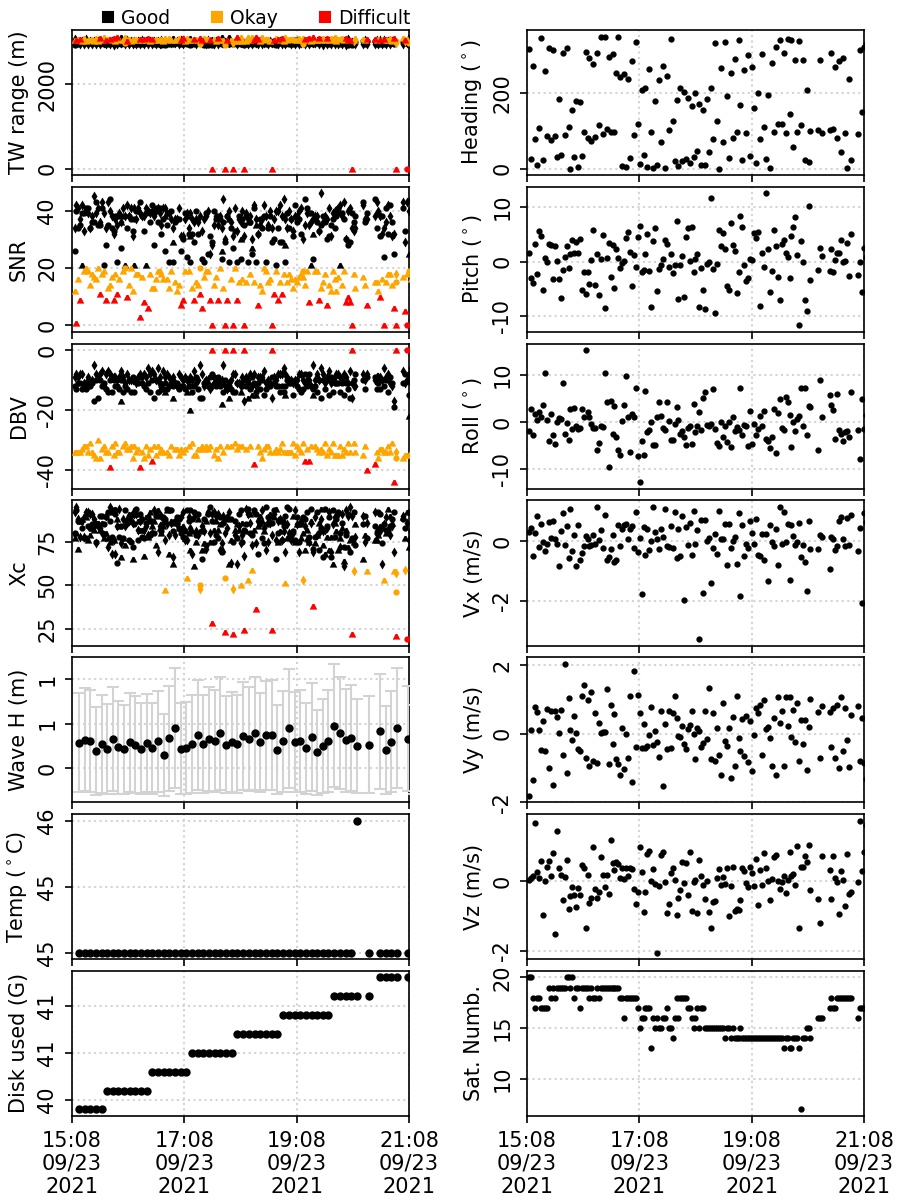 Good Okay Difficult
TW range (m)
2000
0
Heading (°)
200
0
SNR
40
20
0
Pitch (°)
10
0
-10
DBV
0
-20
-40
Roll (°)
10
0
-10
Xc
75
50
25
Vx (m/s)
0
-2
Wave H (m)
1
1
0
Vy (m/s)
2
0
-2
Temp (°C)
46
45
45
Vz (m/s)
0
-2
Disk used (G)
41
41
40
Sat. Numb.
20
15
10
15:08 17:08 19:08 21:08
09/23 09/23 09/23 09/23
2021 2021 2021 2021
15:08 17:08 19:08 21:08
09/23 09/23 09/23 09/23
2021 2021 2021 2021